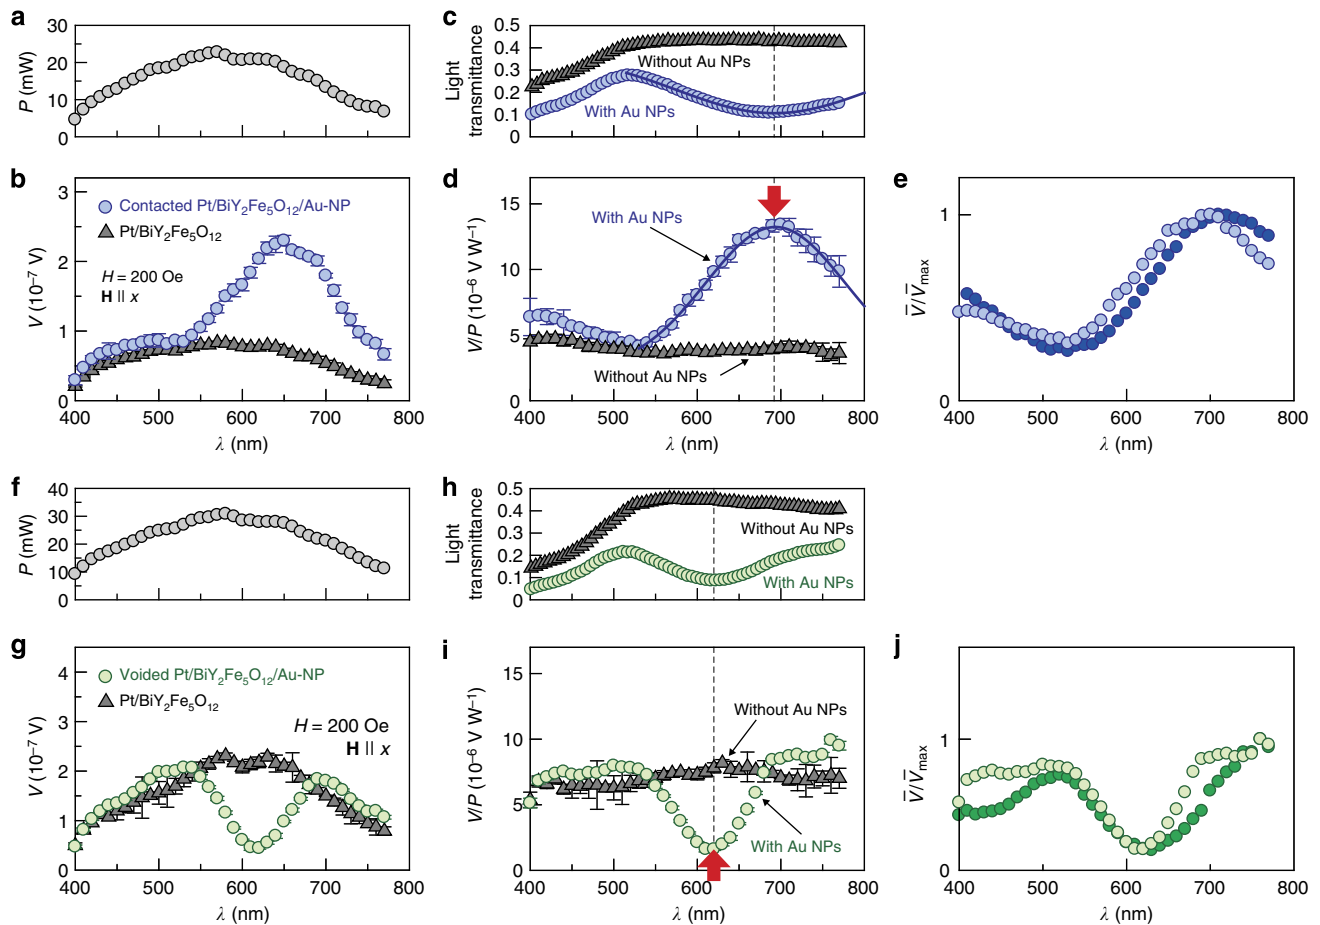 a
P (mW)
30
20
10
0
c
Light
transmittance
0.5
0.4
0.3
0.2
0.1
0
Without Au NPs
With Au NPs
400 500 600 700 800
b
V (10⁻⁷ V)
3
2
1
0
Contacted Pt/BiY₂Fe₅O₁₂/Au-NP
Pt/BiY₂Fe₅O₁₂
H = 200 Oe
H || x
400 500 600 700 800
λ (nm)
d
V/P (10⁻⁶ V W⁻¹)
15
10
5
0
With Au NPs
Without Au NPs
400 500 600 700 800
λ (nm)
e
V̅/V̅max
1
0
400 500 600 700 800
λ (nm)
f
P (mW)
40
30
20
10
0
h
Light
transmittance
0.5
0.4
0.3
0.2
0.1
0
Without Au NPs
With Au NPs
g
V (10⁻⁷ V)
4
3
2
1
0
Voided Pt/BiY₂Fe₅O₁₂/Au-NP
Pt/BiY₂Fe₅O₁₂
H = 200 Oe
H || x
400 500 600 700 800
λ (nm)
i
V/P (10⁻⁶ V W⁻¹)
15
10
5
0
Without Au NPs
With Au NPs
400 500 600 700 800
λ (nm)
j
V̅/V̅max
1
0
400 500 600 700 800
λ (nm)